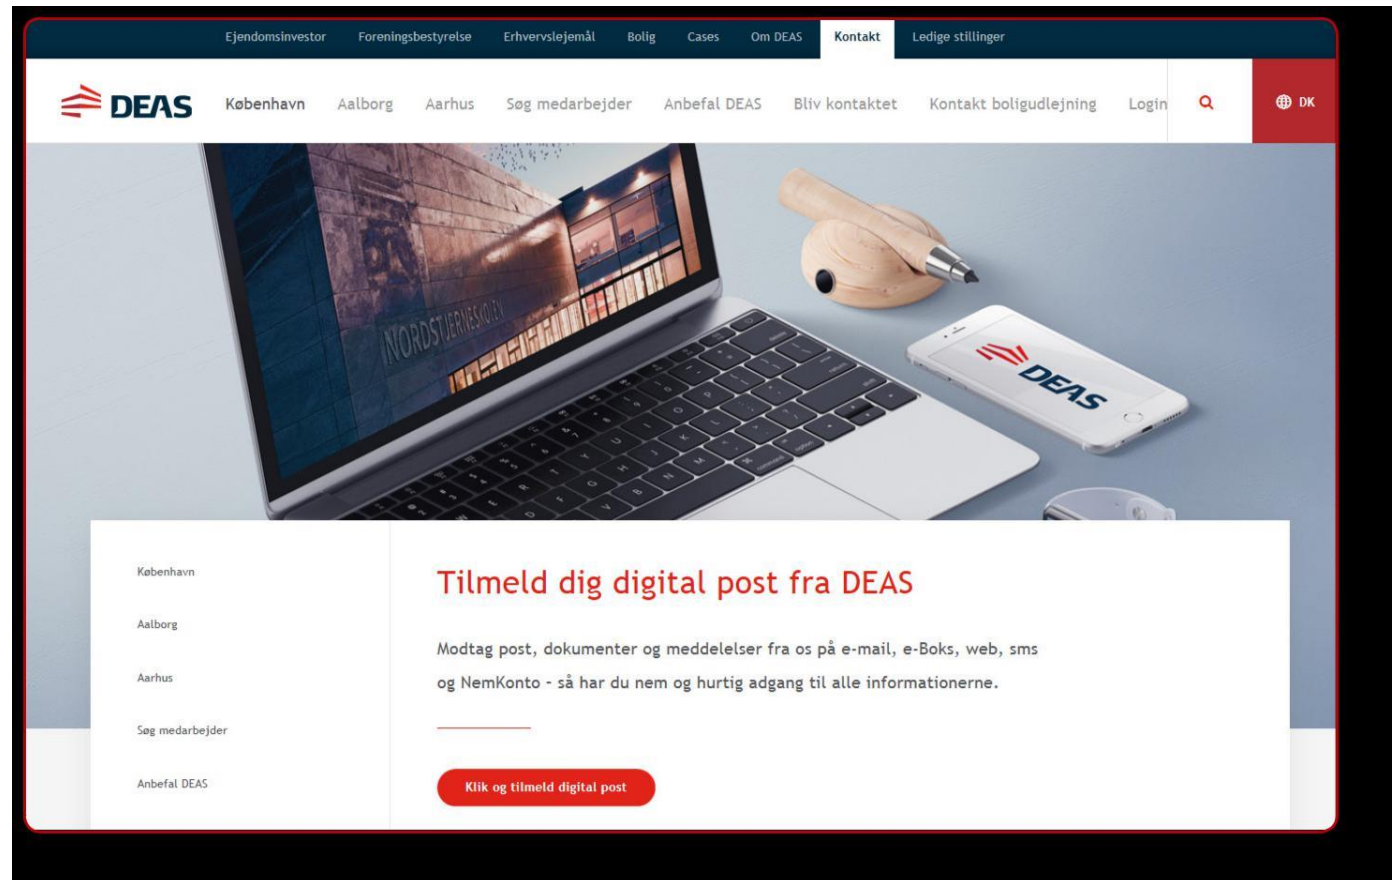 Ejendomsinvestor Foreningsbestyrelse Erhvervslejemål Bolig Cases Om DEAS Kontakt Ledige stillinger
DEAS København Aalborg Aarhus Søg medarbejder Anbefal DEAS Bliv kontaktet Kontakt boligudlejning Login DK
NORDSTJERNESKOLEN
DEAS
København
Aalborg
Aarhus
Søg medarbejder
Anbefal DEAS
Tilmeld dig digital post fra DEAS
Modtag post, dokumenter og meddelelser fra os på e-mail, e-Boks, web, sms
og NemKonto - så har du nem og hurtig adgang til alle informationerne.
Klik og tilmeld digital post